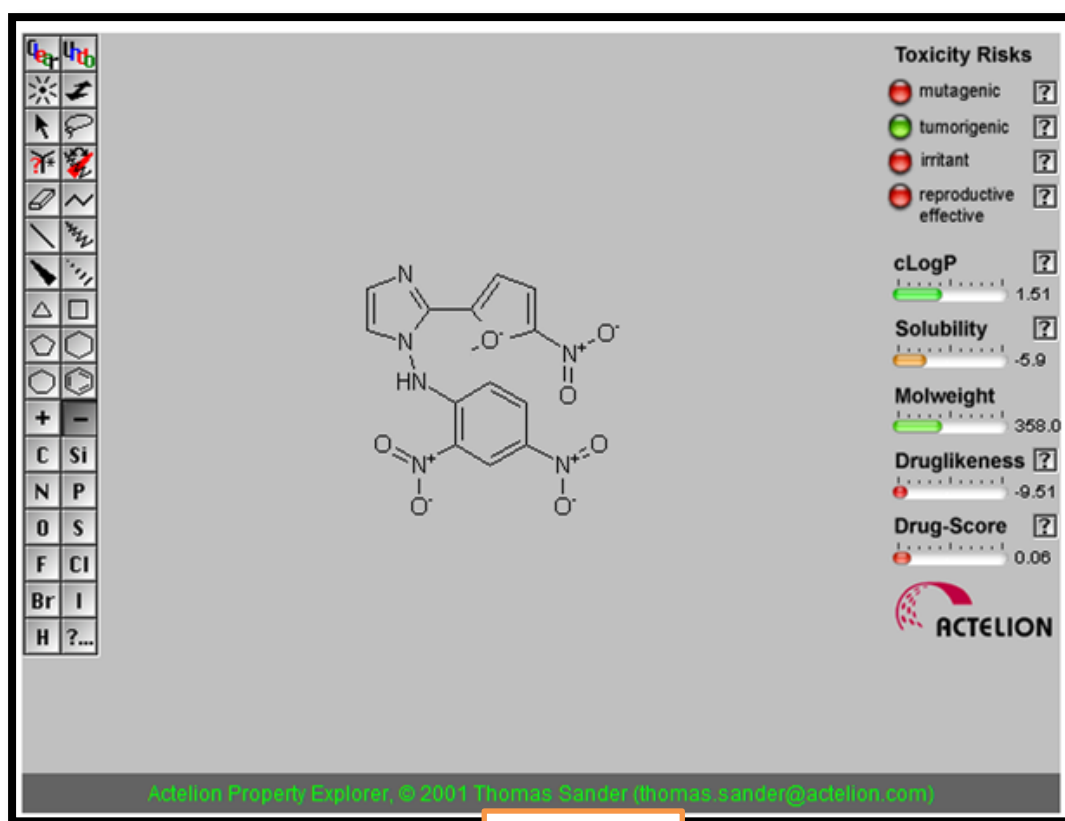 Clear Undo
Toxicity Risks
mutagenic ?
tumorigenic ?
irritant ?
reproductive ?
effective
cLogP ?
1.51
Solubility ?
-5.9
Molweight
358.0
Druglikeness ?
-9.51
Drug-Score ?
0.06
ACTELION
?
+ -
C Si
N P
O S
F Cl
Br I
H ?...
N
O-
N
N+ O-
O
HN
O N+ O-
N+ O
O-
Actelion Property Explorer, © 2001 Thomas Sander (thomas.sander@actelion.com)